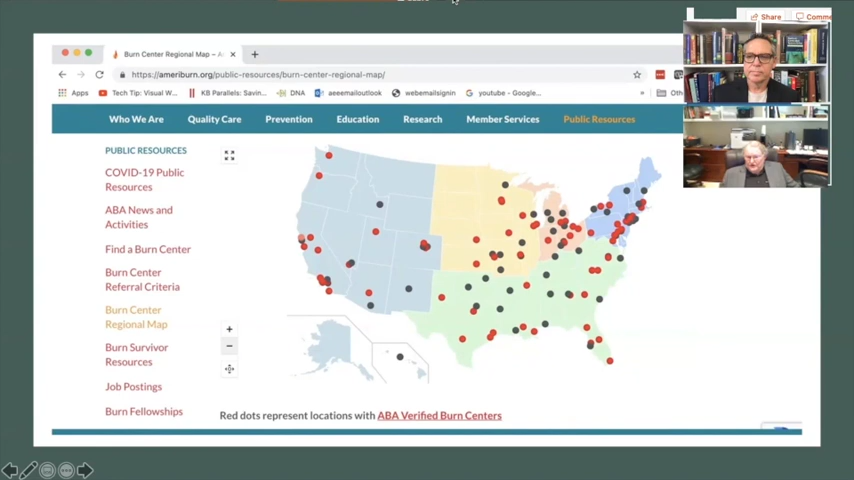 Share
Comme
Burn Center Regional Map – A
https://ameriburn.org/public-resources/burn-center-regional-map/
Apps
Tech Tip: Visual W...
KB Parallels: Savin...
DNA
aeeemailoutlook
webemailsignin
youtube - Google...
»
Oth
Who We Are
Quality Care
Prevention
Education
Research
Member Services
Public Resources
PUBLIC RESOURCES
COVID-19 Public
Resources
ABA News and
Activities
Find a Burn Center
Burn Center
Referral Criteria
Burn Center
Regional Map
Burn Survivor
Resources
Job Postings
Burn Fellowships
Red dots represent locations with ABA Verified Burn Centers